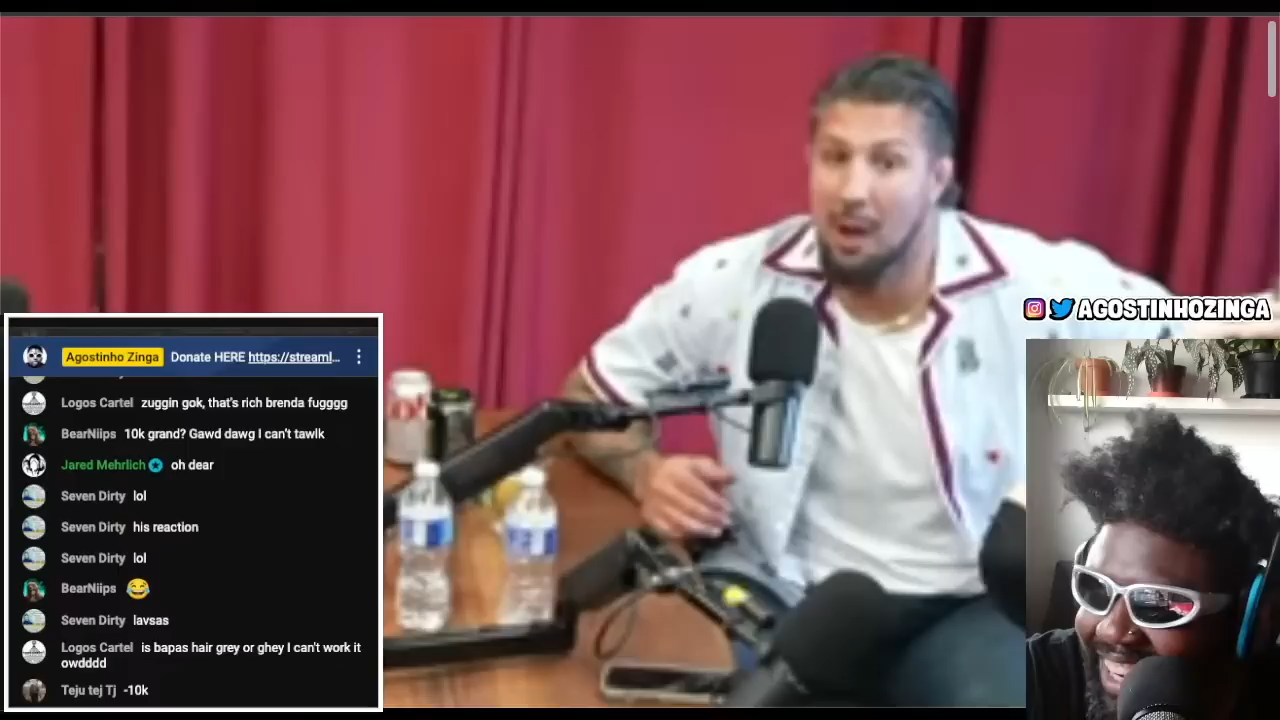 AGOSTINHOZINGA
Agostinho Zinga Donate HERE https://streaml...
Logos Cartel zuggin gok, that's rich brenda fugggg
BearNiips 10k grand? Gawd dawg I can't tawlk
Jared Mehrlich oh dear
Seven Dirty lol
Seven Dirty his reaction
Seven Dirty lol
BearNiips 😂
Seven Dirty lavsas
Logos Cartel is bapas hair grey or ghey I can't work it
owdddd
Teju tej Tj -10k